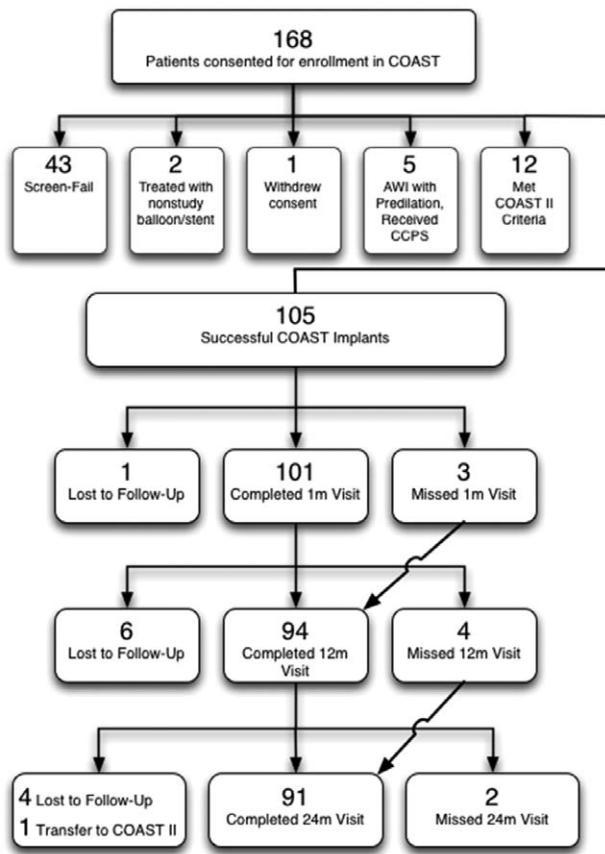 168
Patients consented for enrollment in COAST
43
Screen-Fail
2
Treated with
nonstudy
balloon/stent
1
Withdrew
consent
5
AWI with
Predilation,
Received
CCPS
12
Met
COAST II
Criteria
105
Successful COAST Implants
1
Lost to Follow-Up
101
Completed 1m Visit
3
Missed 1m Visit
6
Lost to Follow-Up
94
Completed 12m
Visit
4
Missed 12m Visit
4 Lost to Follow-Up
1 Transfer to COAST II
91
Completed 24m Visit
2
Missed 24m Visit